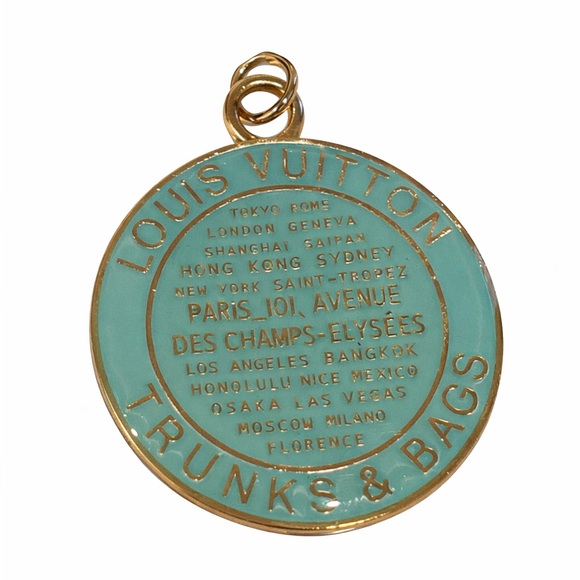 LOUIS VUITTON
TOKYO ROME
LONDON GENEVA
SHANGHAI SAIPAN
HONG KONG SYDNEY
NEW YORK SAINT-TROPEZ
PARIS_101, AVENUE
DES CHAMPS-ELYSÉES
LOS ANGELES BANGKOK
HONOLULU NICE MEXICO
OSAKA LAS VEGAS
MOSCOW MILANO
FLORENCE
TRUNKS & BAGS